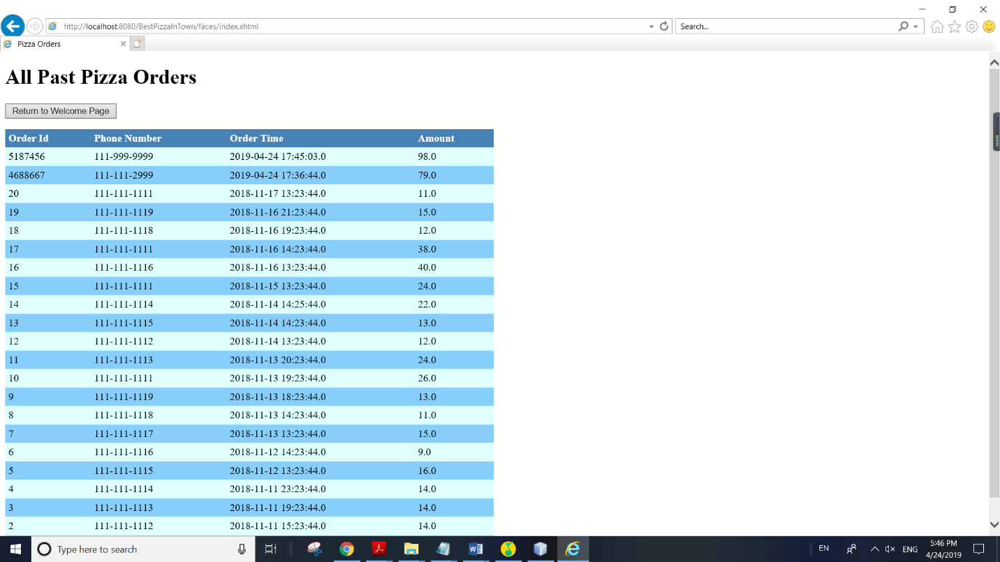 http://localhost:8080/BestPizzaInTown/faces/index.xhtml
Search...
Pizza Orders
All Past Pizza Orders
Return to Welcome Page
Order Id Phone Number Order Time Amount
5187456 111-999-9999 2019-04-24 17:45:03.0 98.0
4688667 111-111-2999 2019-04-24 17:36:44.0 79.0
20 111-111-1111 2018-11-17 13:23:44.0 11.0
19 111-111-1119 2018-11-16 21:23:44.0 15.0
18 111-111-1118 2018-11-16 19:23:44.0 12.0
17 111-111-1111 2018-11-16 14:23:44.0 38.0
16 111-111-1116 2018-11-16 13:23:44.0 40.0
15 111-111-1111 2018-11-15 13:23:44.0 24.0
14 111-111-1114 2018-11-14 14:25:44.0 22.0
13 111-111-1115 2018-11-14 14:23:44.0 13.0
12 111-111-1112 2018-11-14 13:23:44.0 12.0
11 111-111-1113 2018-11-13 20:23:44.0 24.0
10 111-111-1111 2018-11-13 19:23:44.0 26.0
9 111-111-1119 2018-11-13 18:23:44.0 13.0
8 111-111-1118 2018-11-13 14:23:44.0 11.0
7 111-111-1117 2018-11-13 13:23:44.0 15.0
6 111-111-1116 2018-11-12 14:23:44.0 9.0
5 111-111-1115 2018-11-12 13:23:44.0 16.0
4 111-111-1114 2018-11-11 23:23:44.0 14.0
3 111-111-1113 2018-11-11 19:23:44.0 14.0
2 111-111-1112 2018-11-11 15:23:44.0 14.0
Type here to search
EN
ENG
5:46 PM
4/24/2019